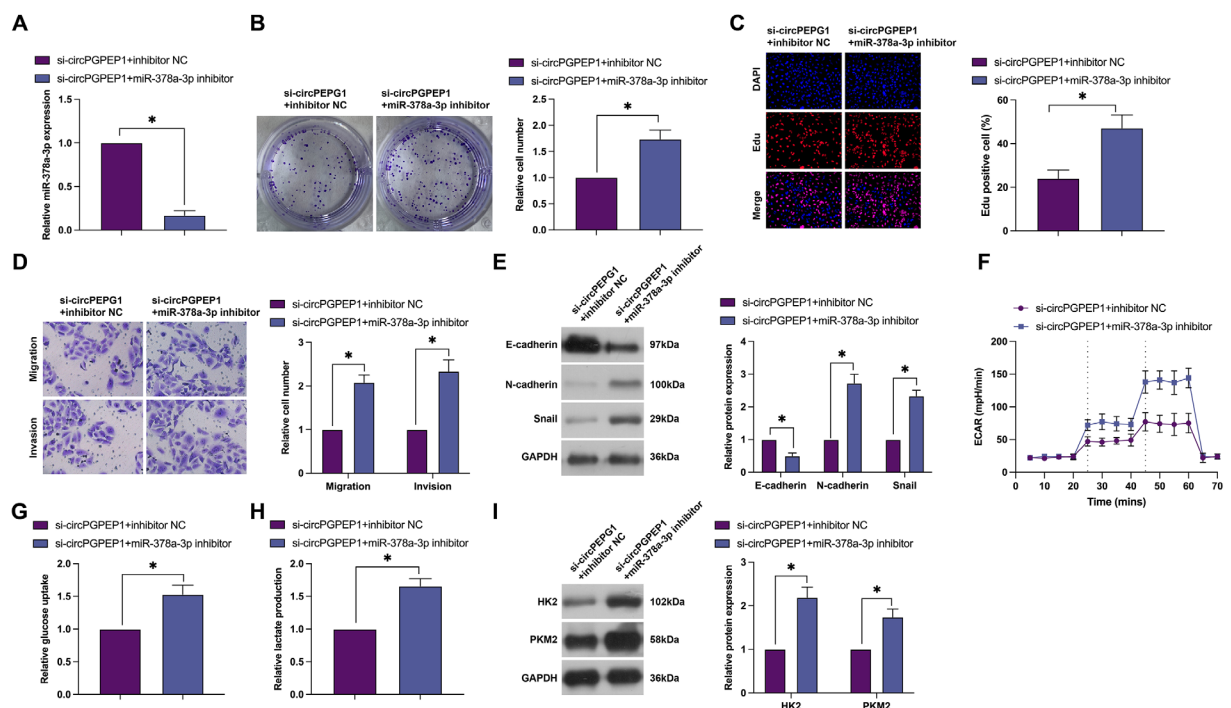 A
si-circPGPEP1+inhibitor NC
si-circPGPEP1+miR-378a-3p inhibitor
Relative miR-378a-3p expression
1.5
1.0
0.5
0.0
*
B
si-circPEPG1
+inhibitor NC
si-circPGPEP1
+miR-378a-3p inhibitor
si-circPGPEP1+inhibitor NC
si-circPGPEP1+miR-378a-3p inhibitor
Relative cell number
2.5
2.0
1.5
1.0
0.5
0.0
*
C
si-circPEPG1
+inhibitor NC
si-circPGPEP1
+miR-378a-3p inhibitor
DAPI
Edu
Merge
si-circPGPEP1+inhibitor NC
si-circPGPEP1+miR-378a-3p inhibitor
Edu positive cell (%)
60
40
20
0
*
D
si-circPEPG1
+inhibitor NC
si-circPGPEP1
+miR-378a-3p inhibitor
Migration
Invasion
si-circPGPEP1+inhibitor NC
si-circPGPEP1+miR-378a-3p inhibitor
Relative cell number
3
2
1
0
*
*
Migration
Invision
E
si-circPEPG1
+inhibitor NC
si-circPGPEP1
+miR-378a-3p inhibitor
E-cadherin
97kDa
N-cadherin
100kDa
Snail
29kDa
GAPDH
36kDa
si-circPGPEP1+inhibitor NC
si-circPGPEP1+miR-378a-3p inhibitor
Relative protein expression
4
3
2
1
0
*
*
*
E-cadherin
N-cadherin
Snail
F
si-circPGPEP1+inhibitor NC
si-circPGPEP1+miR-378a-3p inhibitor
ECAR (mpH/min)
200
150
100
50
0
0 10 20 30 40 50 60 70
Time (mins)
G
si-circPGPEP1+inhibitor NC
si-circPGPEP1+miR-378a-3p inhibitor
Relative glucose uptake
2.0
1.5
1.0
0.5
0.0
*
H
si-circPGPEP1+inhibitor NC
si-circPGPEP1+miR-378a-3p inhibitor
Relative lactate production
2.0
1.5
1.0
0.5
0.0
*
I
si-circPEPG1
+inhibitor NC
si-circPGPEP1
+miR-378a-3p inhibitor
HK2
102kDa
PKM2
58kDa
GAPDH
36kDa
si-circPGPEP1+inhibitor NC
si-circPGPEP1+miR-378a-3p inhibitor
Relative protein expression
3
2
1
0
*
*
HK2
PKM2